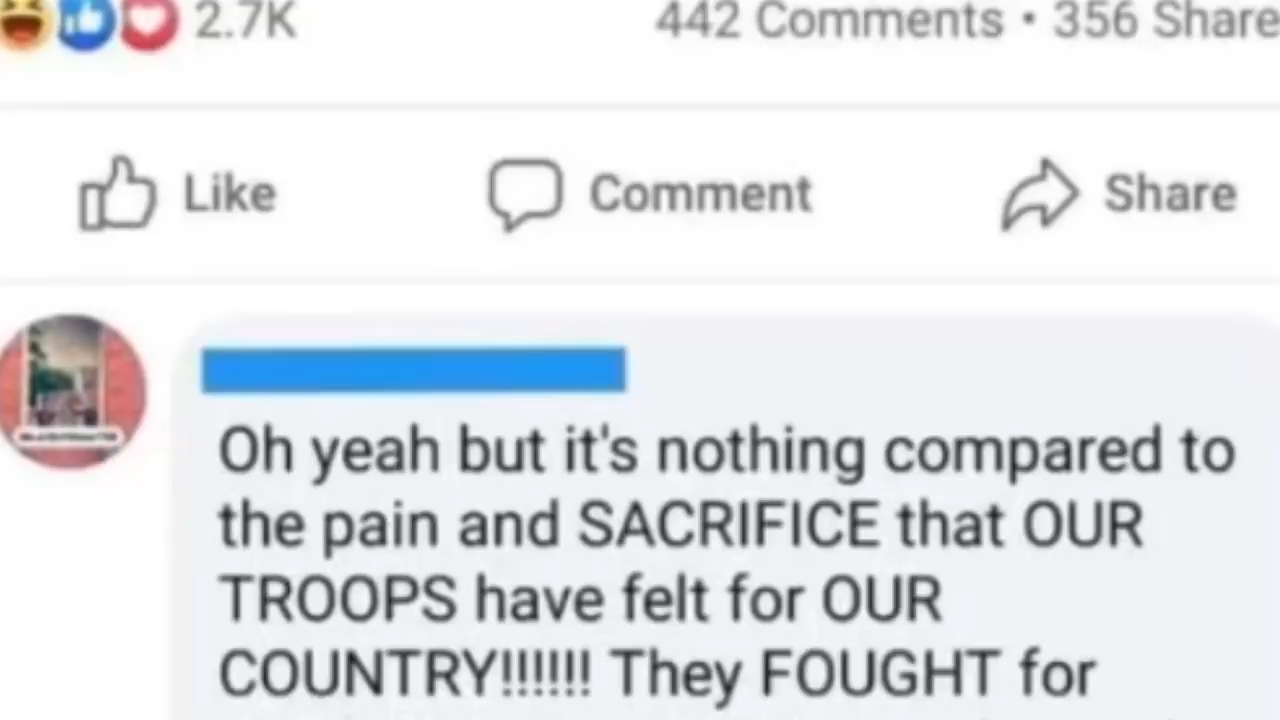 2.7K
442 Comments • 356 Share
Like
Comment
Share
Oh yeah but it's nothing compared to
the pain and SACRIFICE that OUR
TROOPS have felt for OUR
COUNTRY!!!!!! They FOUGHT for